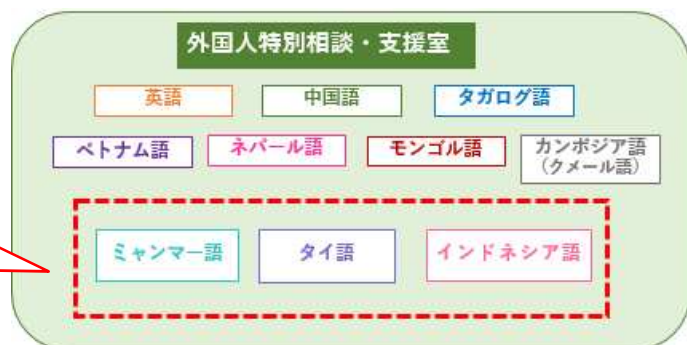 外国人特別相談・支援室
英語
中国語
タガログ語
ベトナム語
ネパール語
モンゴル語
カンボジア語
(クメール語)
ミャンマー語
タイ語
インドネシア語